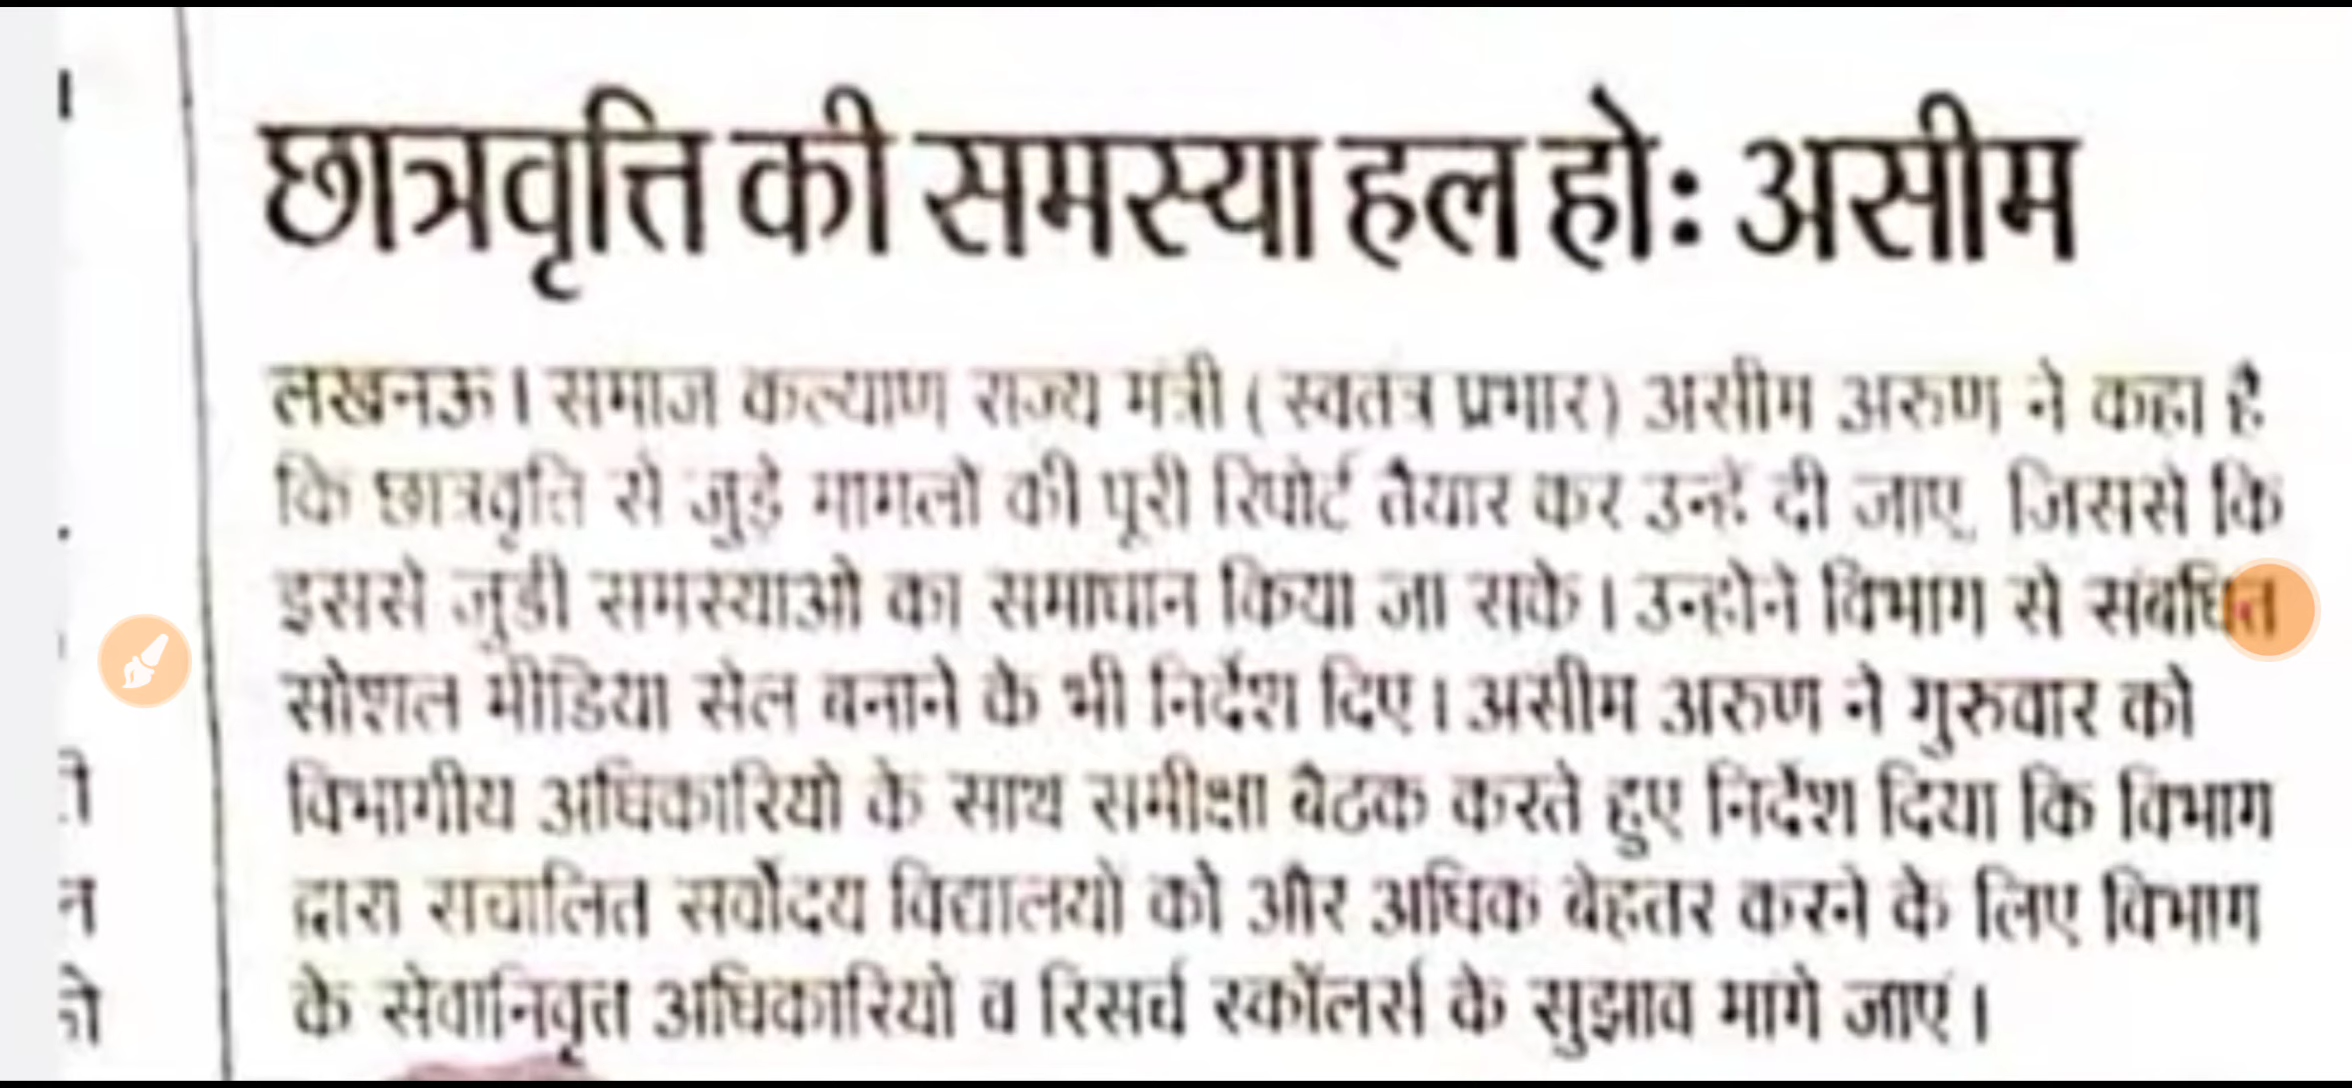 छात्रवृत्ति की समस्या हल हो: असीम
लखनऊ। समाज कल्याण राज्य मंत्री (स्वतंत्र प्रभार) असीम अरुण ने कहा है
कि छात्रवृति से जुड़े मामलों की पूरी रिपोर्ट तैयार कर उन्हें दी जाए, जिससे कि
इससे जुडी समस्याओं का समाधान किया जा सके। उन्होंने विभाग से संबंधित
सोशल मीडिया सेल बनाने के भी निर्देश दिए। असीम अरुण ने गुरुवार को
विभागीय अधिकारियों के साथ समीक्षा बैठक करते हुए निर्देश दिया कि विभाग
द्वारा संचालित सर्वोदय विद्यालयों को और अधिक बेहतर करने के लिए विभाग
के सेवानिवृत्त अधिकारियों व रिसर्च स्कॉलर्स के सुझाव मांगे जाएं।